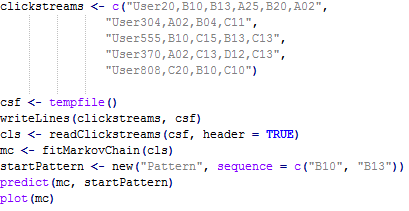 clickstreams <- c("User20,B10,B13,A25,B20,A02",
"User304,A02,B04,C11",
"User555,B10,C15,B13,C13",
"User370,A02,C13,D12,C13",
"User808,C20,B10,C10")
csf <- tempfile()
writeLines(clickstreams, csf)
cls <- readClickstreams(csf, header = TRUE)
mc <- fitMarkovChain(cls)
startPattern <- new("Pattern", sequence = c("B10", "B13"))
predict(mc, startPattern)
plot(mc)